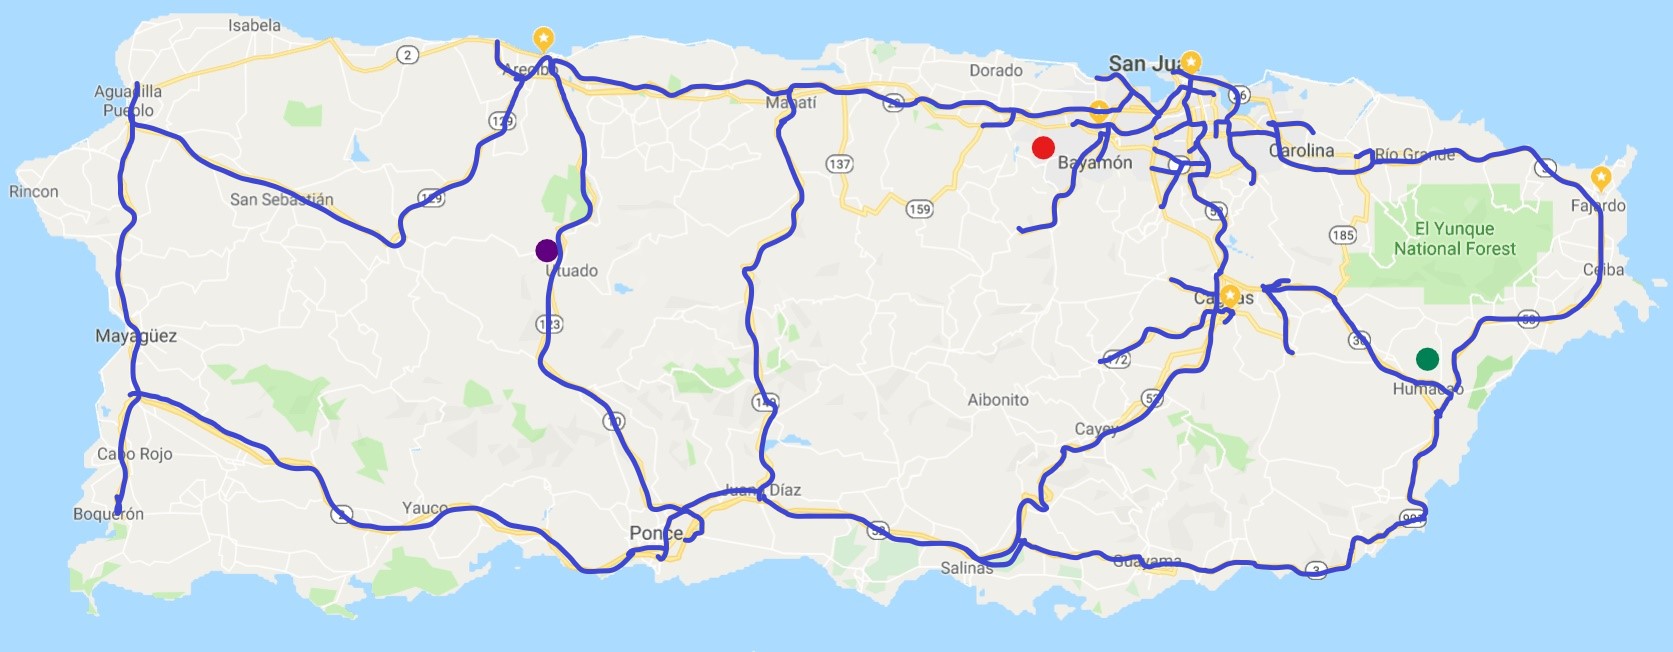 Isabela
2
Arecibo
Aguadilla
Pueblo
129
Dorado
San Jua
26
Manatí
22
137
Bayamón
Carolina
Río Grande
3
Rincon
San Sebastián
129
159
52
185
Fajardo
El Yunque
National Forest
Utuado
Ceiba
Caguas
Mayagüez
123
53
30
172
Humacao
149
10
Aibonito
52
Cayey
Cabo Rojo
Juana Díaz
Boquerón
Yauco
2
Ponce
52
901
Salinas
Guayama
3